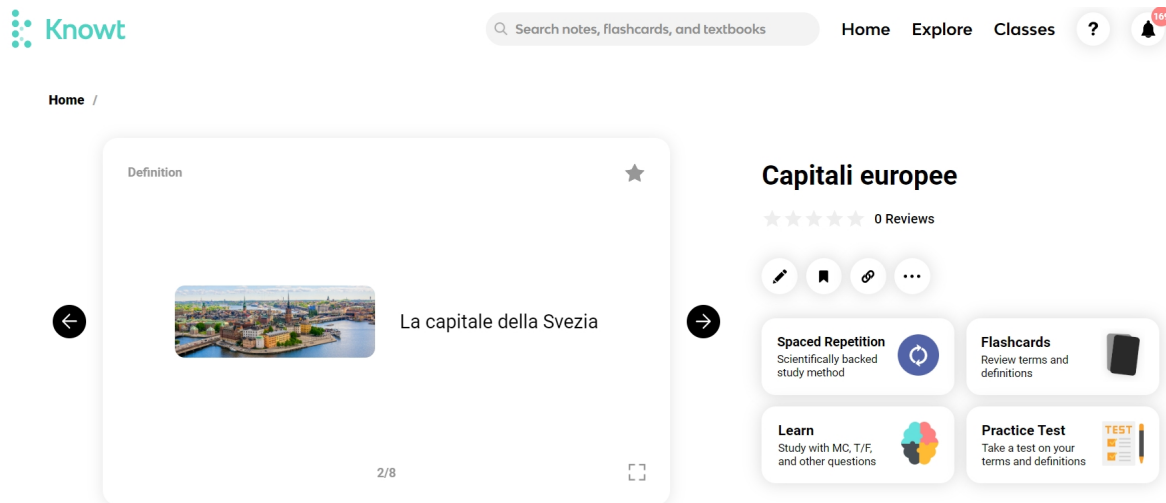 Knowt
Search notes, flashcards, and textbooks
Home Explore Classes ?
Home /
Definition
La capitale della Svezia
2/8
Capitali europee
0 Reviews
Spaced Repetition
Scientifically backed
study method
Flashcards
Review terms and
definitions
Learn
Study with MC, T/F,
and other questions
Practice Test
Take a test on your
terms and definitions
TEST